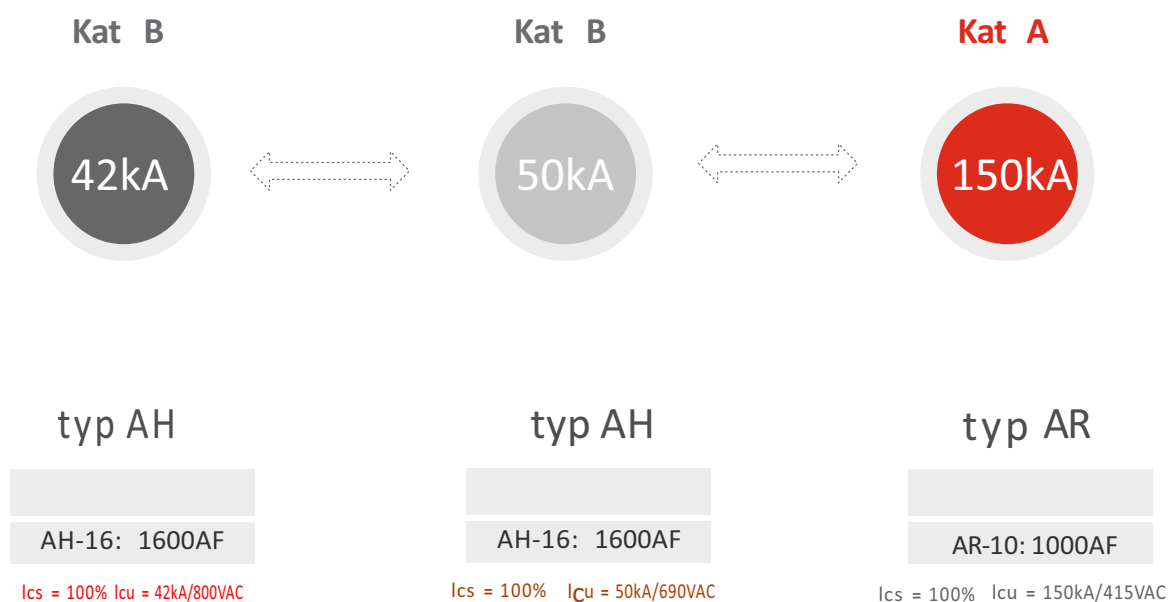 Kat B
Kat B
Kat A
42kA
50kA
150kA
typ AH
typ AH
typ AR
AH-16: 1600AF
AH-16: 1600AF
AR-10: 1000AF
Ics = 100% Icu = 42kA/800VAC
Ics = 100% Icu = 50kA/690VAC
Ics = 100% Icu = 150kA/415VAC